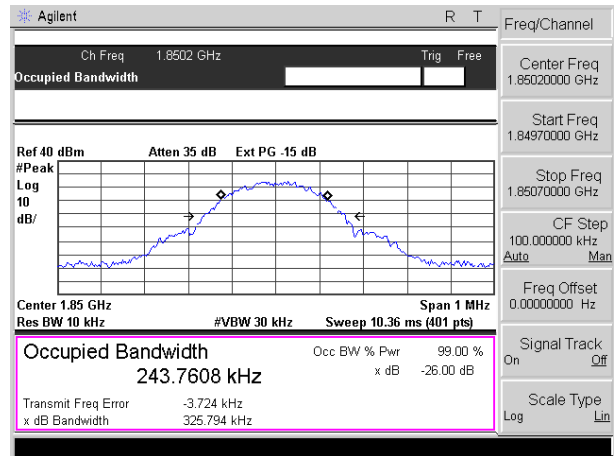 Agilent R T
Ch Freq 1.8502 GHz Trig Free
Occupied Bandwidth
Ref 40 dBm Atten 35 dB Ext PG -15 dB
#Peak
Log
10
dB/
Center 1.85 GHz Span 1 MHz
Res BW 10 kHz #VBW 30 kHz Sweep 10.36 ms (401 pts)
Occupied Bandwidth Occ BW % Pwr 99.00 %
243.7608 kHz x dB -26.00 dB
Transmit Freq Error -3.724 kHz
x dB Bandwidth 325.794 kHz
Freq/Channel
Center Freq
1.85020000 GHz
Start Freq
1.84970000 GHz
Stop Freq
1.85070000 GHz
CF Step
100.000000 kHz
Auto Man
Freq Offset
0.00000000 Hz
Signal Track
On Off
Scale Type
Log Lin